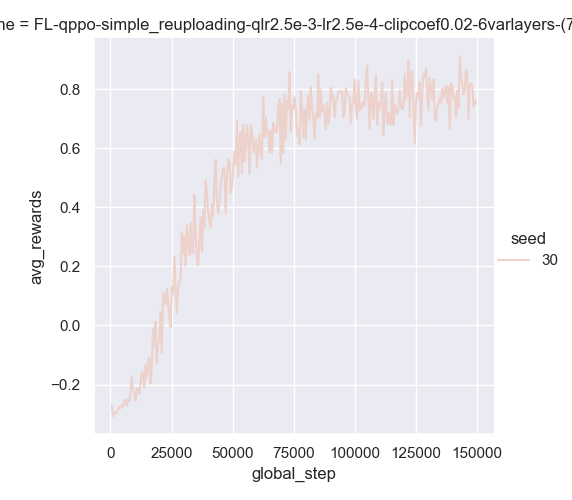 me = FL-qppo-simple_reuploading-qlr2.5e-3-lr2.5e-4-clipcoef0.02-6varlayers-(7
avg_rewards
0.8
0.6
0.4
0.2
0.0
−0.2
0 25000 50000 75000 100000 125000 150000
global_step
seed
30